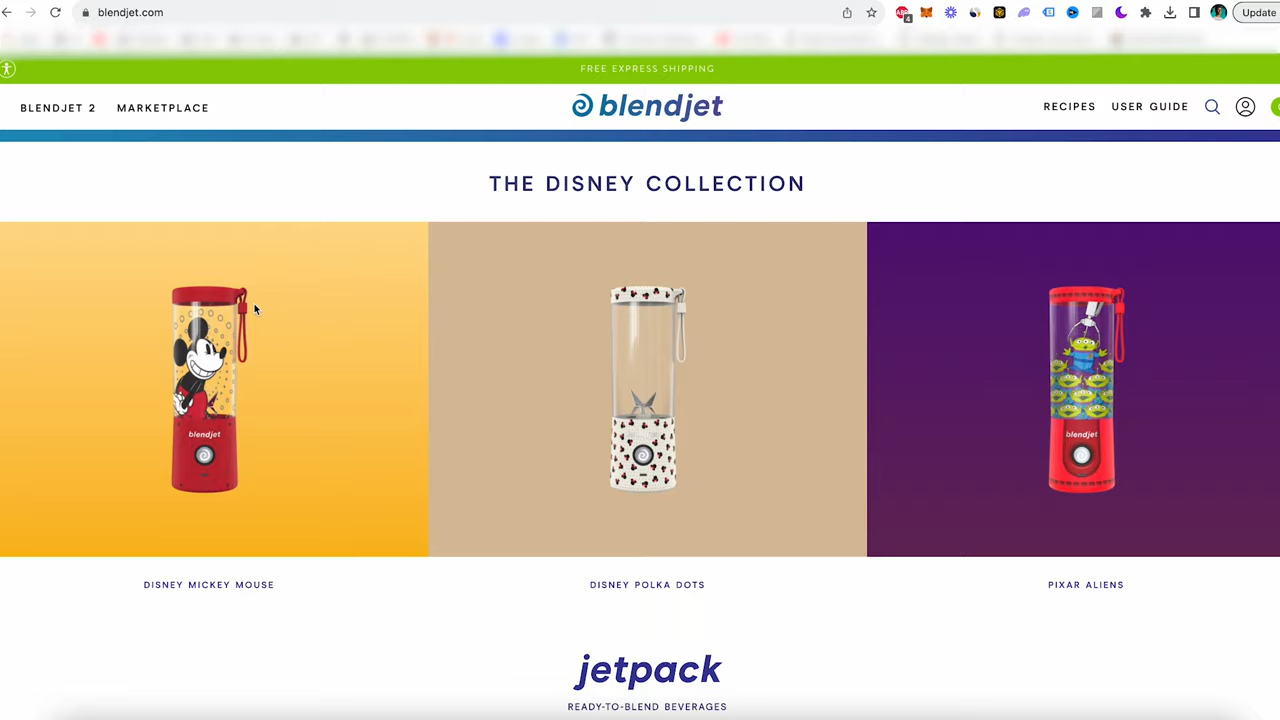 blendjet.com
4
Update
FREE EXPRESS SHIPPING
BLENDJET 2 MARKETPLACE
blendjet
RECIPES USER GUIDE
THE DISNEY COLLECTION
blendjet
blendjet
DISNEY MICKEY MOUSE
DISNEY POLKA DOTS
PIXAR ALIENS
jetpack
READY-TO-BLEND BEVERAGES